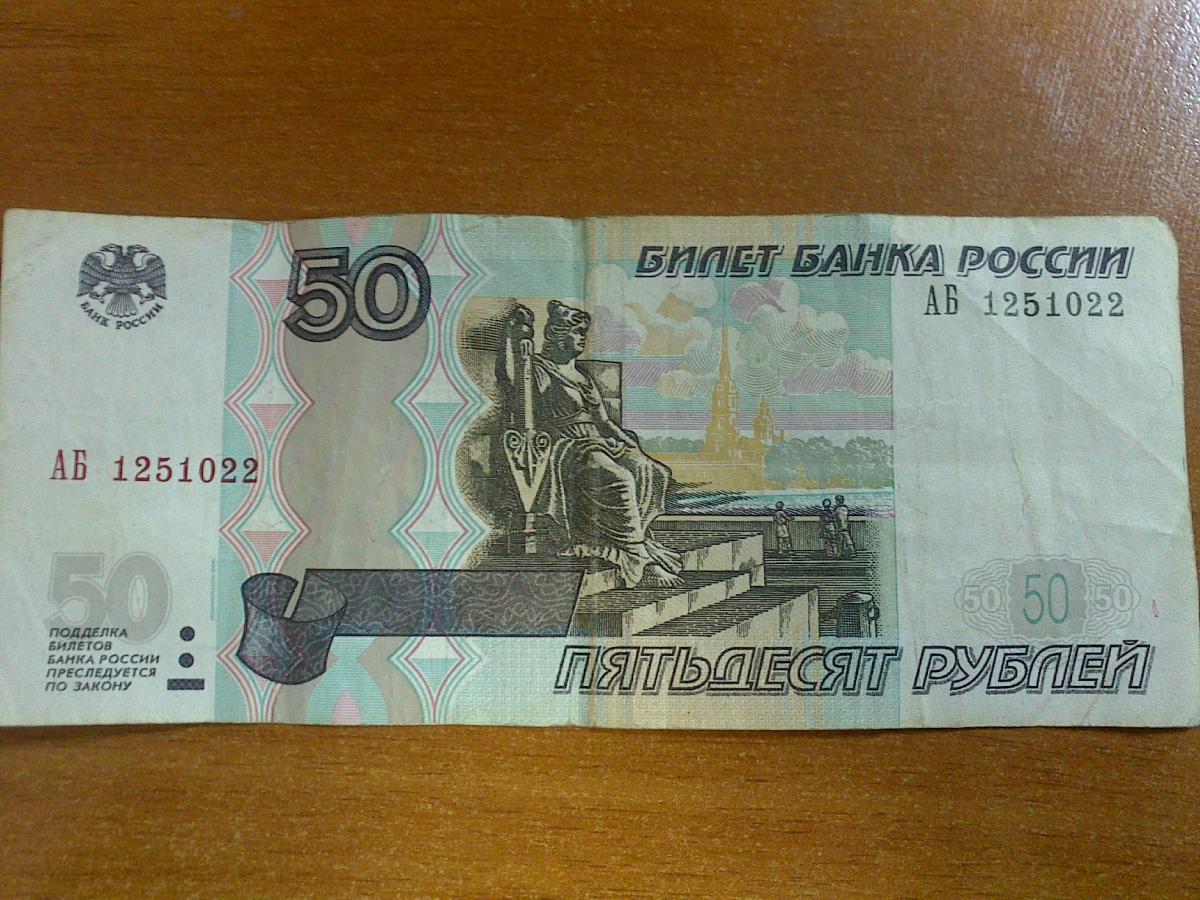 БАНК РОССИИ
50
БИЛЕТ БАНКА РОССИИ
АБ 1251022
АБ 1251022
50
ПОДДЕЛКА
БИЛЕТОВ
БАНКА РОССИИ
ПРЕСЛЕДУЕТСЯ
ПО ЗАКОНУ
50 50 50
ПЯТЬДЕСЯТ РУБЛЕЙ